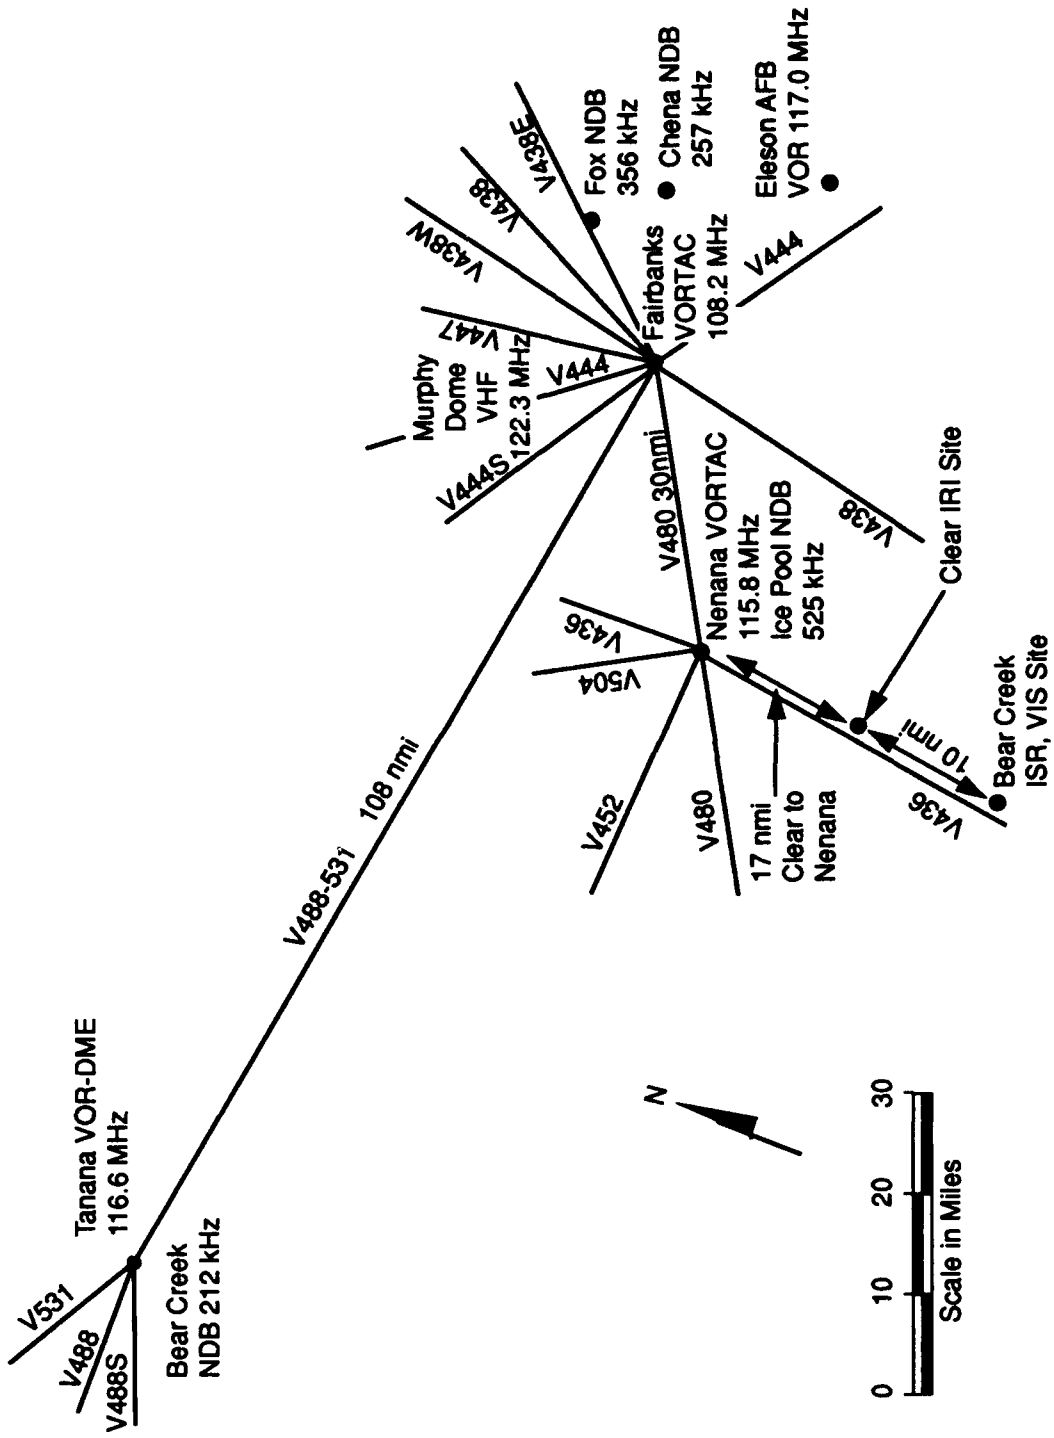 Tanana VOR-DME
116.6 MHz
V531
V488
V488S
Bear Creek
NDB 212 kHz
V488-531
108 nmi
Murphy
Dome
VHF
122.3 MHz
V444S
V444
V447
V438W
V438
V438E
Fox NDB
356 kHz
Chena NDB
257 kHz
Eleson AFB
VOR 117.0 MHz
Fairbanks
VORTAC
108.2 MHz
V444
V438
V480 30nmi
Nenana VORTAC
115.8 MHz
Ice Pool NDB
525 kHz
V436
V504
V452
V480
17 nmi
Clear to
Nenana
V436
10 nmi
Clear IRI Site
Bear Creek
ISR, VIS Site
N
0 10 20 30
Scale in Miles